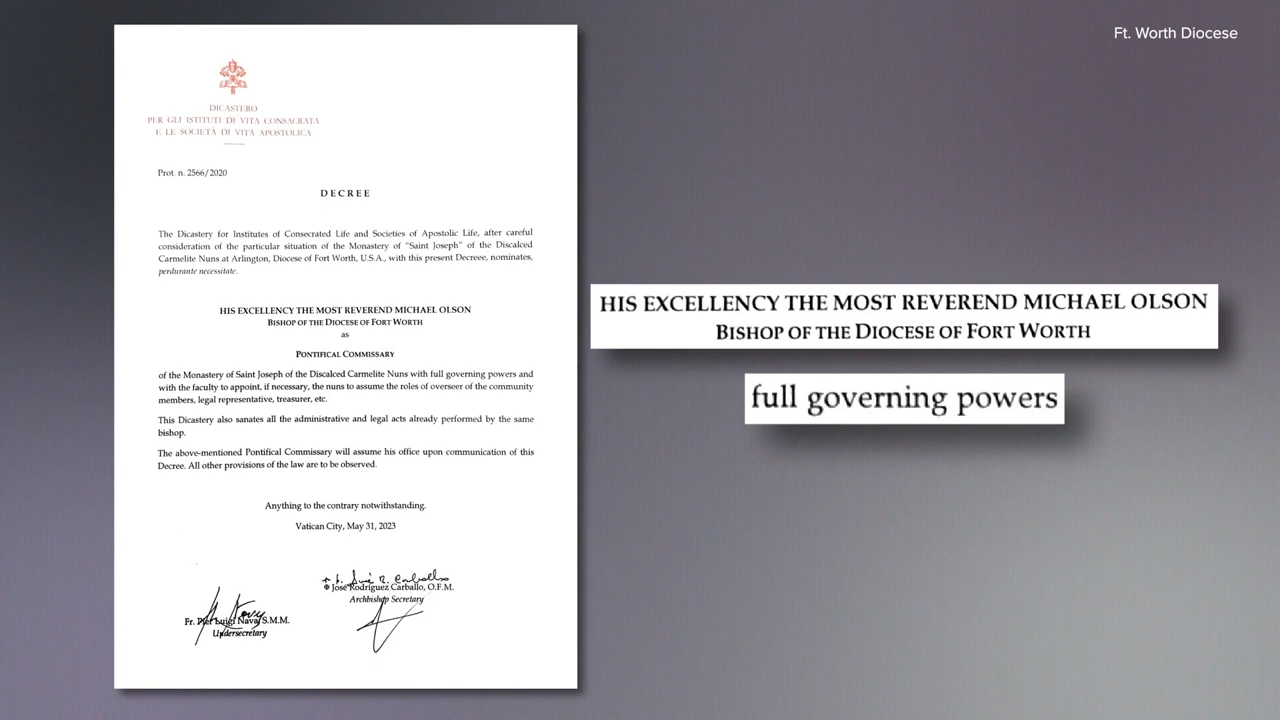 Ft. Worth Diocese
DICASTERO
PER GLI ISTITUTI DI VITA CONSACRATA
E LE SOCIETÀ DI VITA APOSTOLICA
Prot. n. 2566/2020
DECREE
The Dicastery for Institutes of Consecrated Life and Societies of Apostolic Life, after careful
consideration of the particular situation of the Monastery of "Saint Joseph" of the Discalced
Carmelite Nuns at Arlington, Diocese of Fort Worth, U.S.A., with this present Decreee, nominates,
perdurante necessitate.
HIS EXCELLENCY THE MOST REVEREND MICHAEL OLSON
BISHOP OF THE DIOCESE OF FORT WORTH
as
PONTIFICAL COMMISSARY
of the Monastery of Saint Joseph of the Discalced Carmelite Nuns with full governing powers and
with the faculty to appoint, if necessary, the nuns to assume the roles of overseer of the community
members, legal representative, treasurer, etc.
This Dicastery also sanates all the administrative and legal acts already performed by the same
bishop.
The above-mentioned Pontifical Commissary will assume his office upon communication of this
Decree. All other provisions of the law are to be observed.
Anything to the contrary notwithstanding.
Vatican City, May 31, 2023
José Rodríguez Carballo, O.F.M.
Archbishop Secretary
Fr. Pier Luigi Nava, S.M.M.
Undersecretary
HIS EXCELLENCY THE MOST REVEREND MICHAEL OLSON
BISHOP OF THE DIOCESE OF FORT WORTH
full governing powers